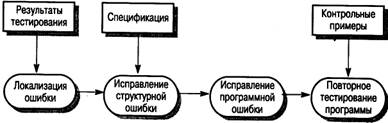 Результаты
тестирования
Спецификация
Контрольные
примеры
Локализация
ошибки
Исправление
структурной
ошибки
Исправление
программной
ошибки
Повторное
тестирование
программы